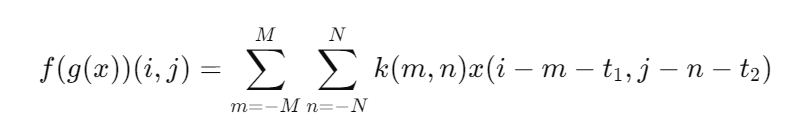 f(g(x))(i, j) = \sum_{m=-M}^{M} \sum_{n=-N}^{N} k(m, n)x(i − m − t_1, j − n − t_2)